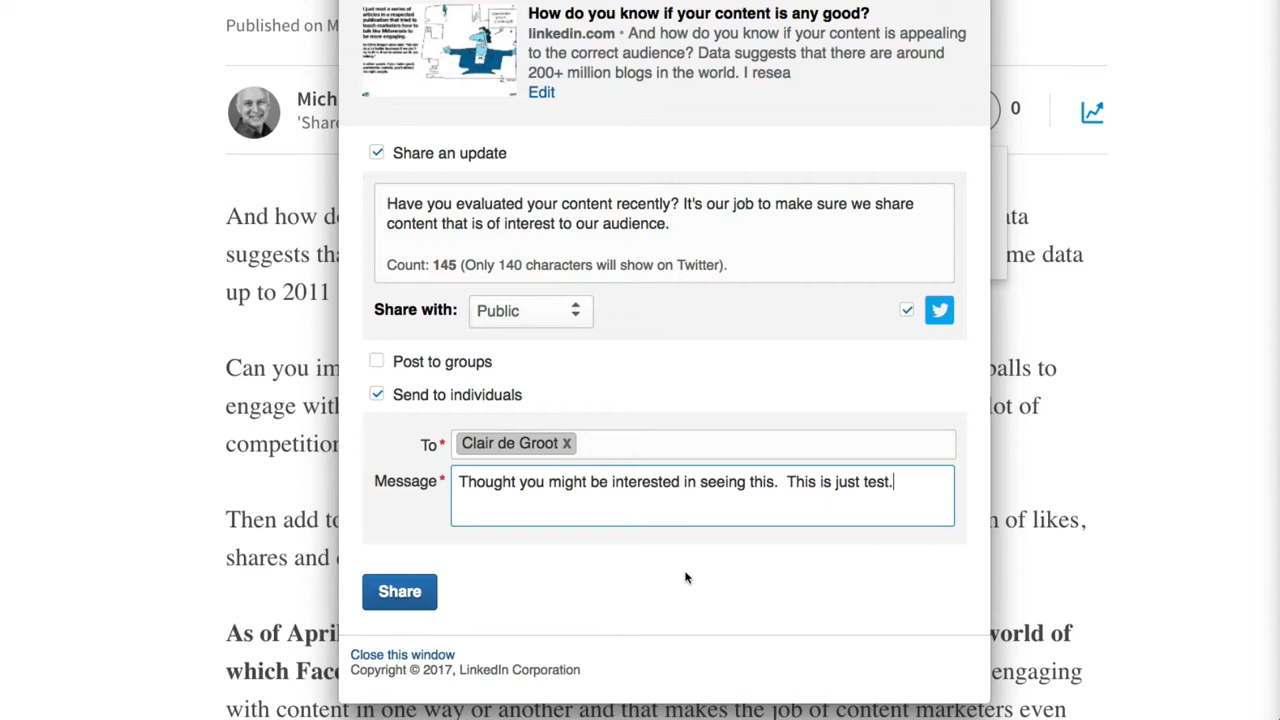 Published on M
How do you know if your content is any good?
linkedin.com • And how do you know if your content is appealing
to the correct audience? Data suggests that there are around
200+ million blogs in the world. I resea
Edit
Mich
'Share
0
Share an update
Have you evaluated your content recently? It's our job to make sure we share
content that is of interest to our audience.
Count: 145 (Only 140 characters will show on Twitter).
Share with: Public
Post to groups
Send to individuals
To* Clair de Groot x
Message* Thought you might be interested in seeing this.  This is just test.
Share
Close this window
Copyright © 2017, LinkedIn Corporation
And how d ata
suggests tha me data
up to 2011
Can you im balls to
engage wit lot of
competition
Then add to n of likes,
shares and
As of April world of
which Face engaging
with content in one way or another and that makes the job of content marketers even